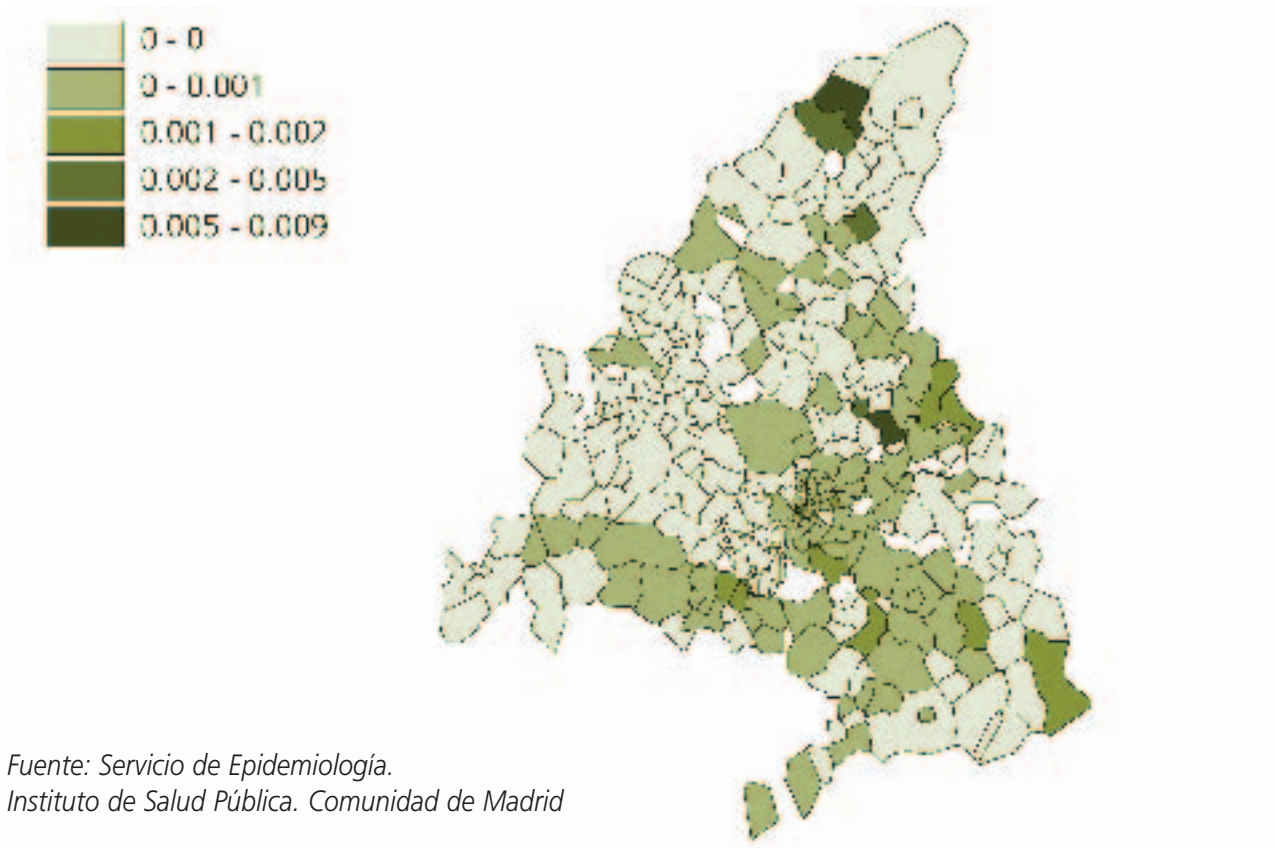 0 - 0
0 - 0.001
0.001 - 0.002
0.002 - 0.005
0.005 - 0.009
Fuente: Servicio de Epidemiología.
Instituto de Salud Pública. Comunidad de Madrid